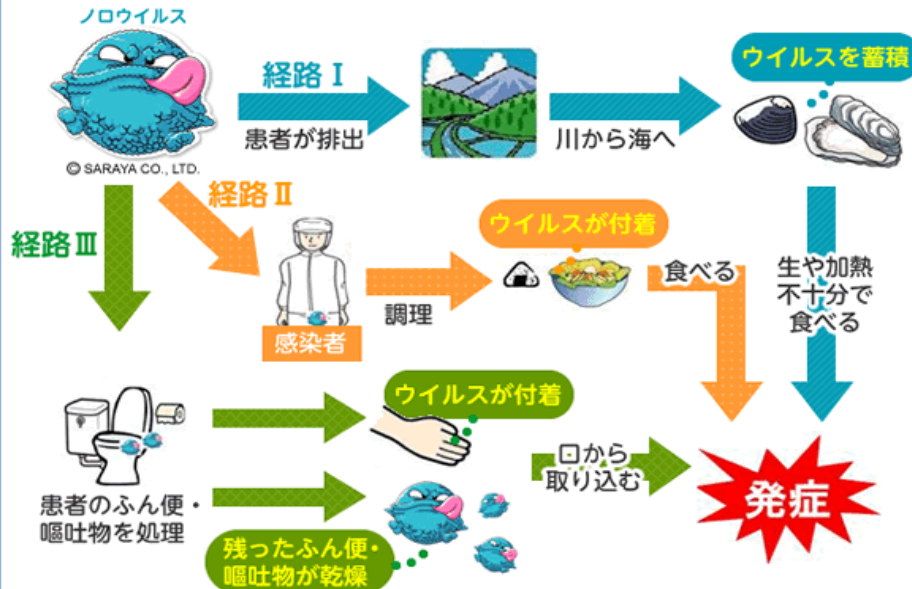 ノロウイルス
© SARAYA CO., LTD.
経路Ⅰ
患者が排出
川から海へ
ウイルスを蓄積
生や加熱
不十分で
食べる
経路Ⅱ
感染者
調理
ウイルスが付着
食べる
経路Ⅲ
患者のふん便・
嘔吐物を処理
ウイルスが付着
残ったふん便・
嘔吐物が乾燥
口から
取り込む
発症